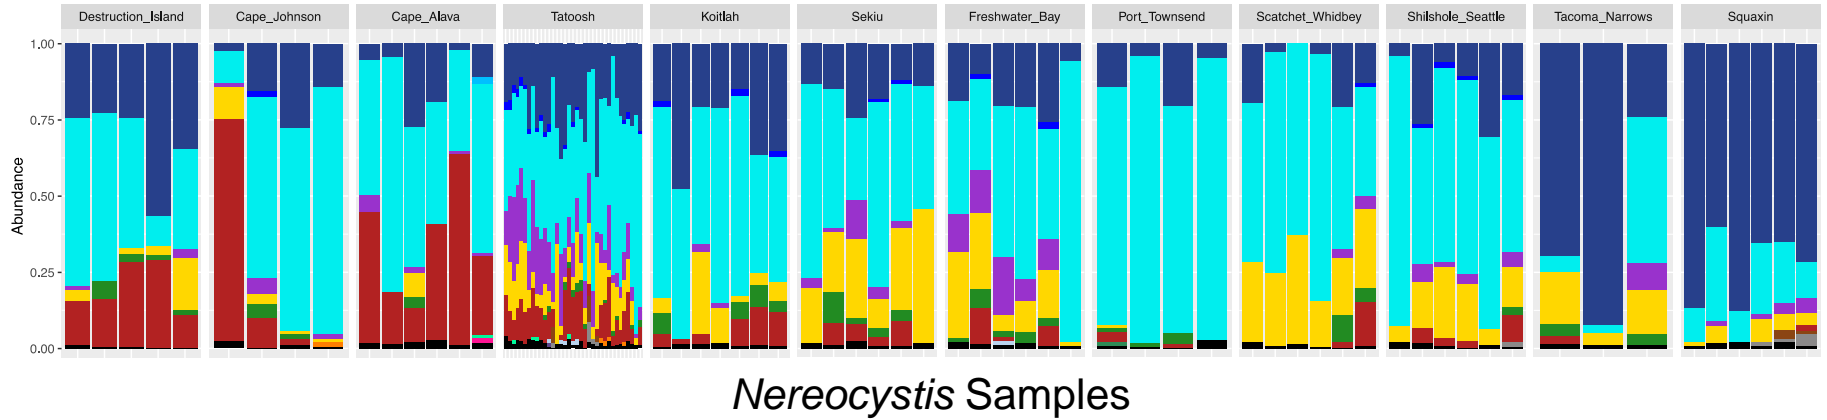 Destruction_Island Cape_Johnson Cape_Alava Tatoosh Koitlah Sekiu Freshwater_Bay Port_Townsend Scatchet_Whidbey Shilshole_Seattle Tacoma_Narrows Squaxin
1.00
0.75
0.50
0.25
0.00
Abundance
Nereocystis Samples